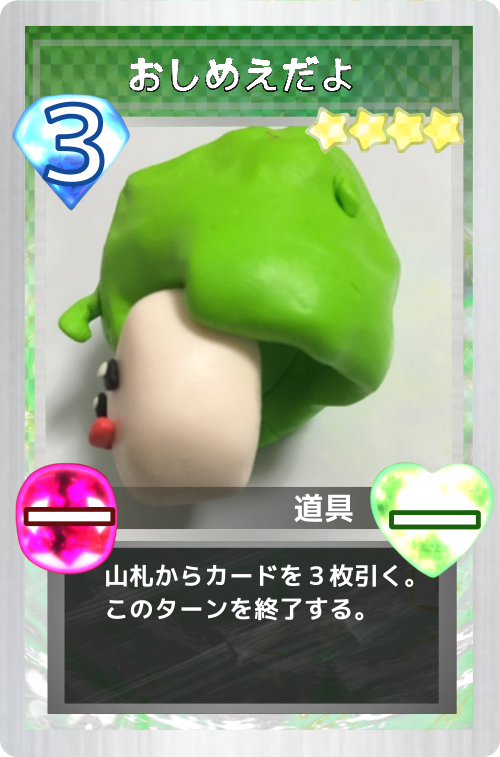 おしめえだよ
3
道具
山札からカードを３枚引く。
このターンを終了する。